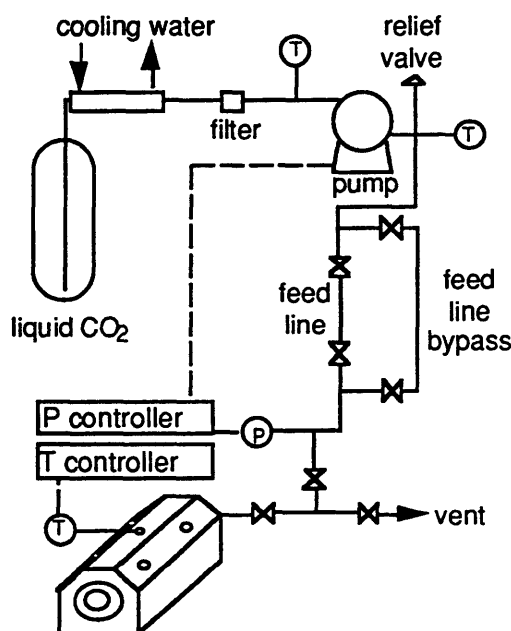 cooling water
relief
valve
T
filter
T
pump
liquid CO2
feed
line
feed
line
bypass
P controller
P
T controller
T
vent